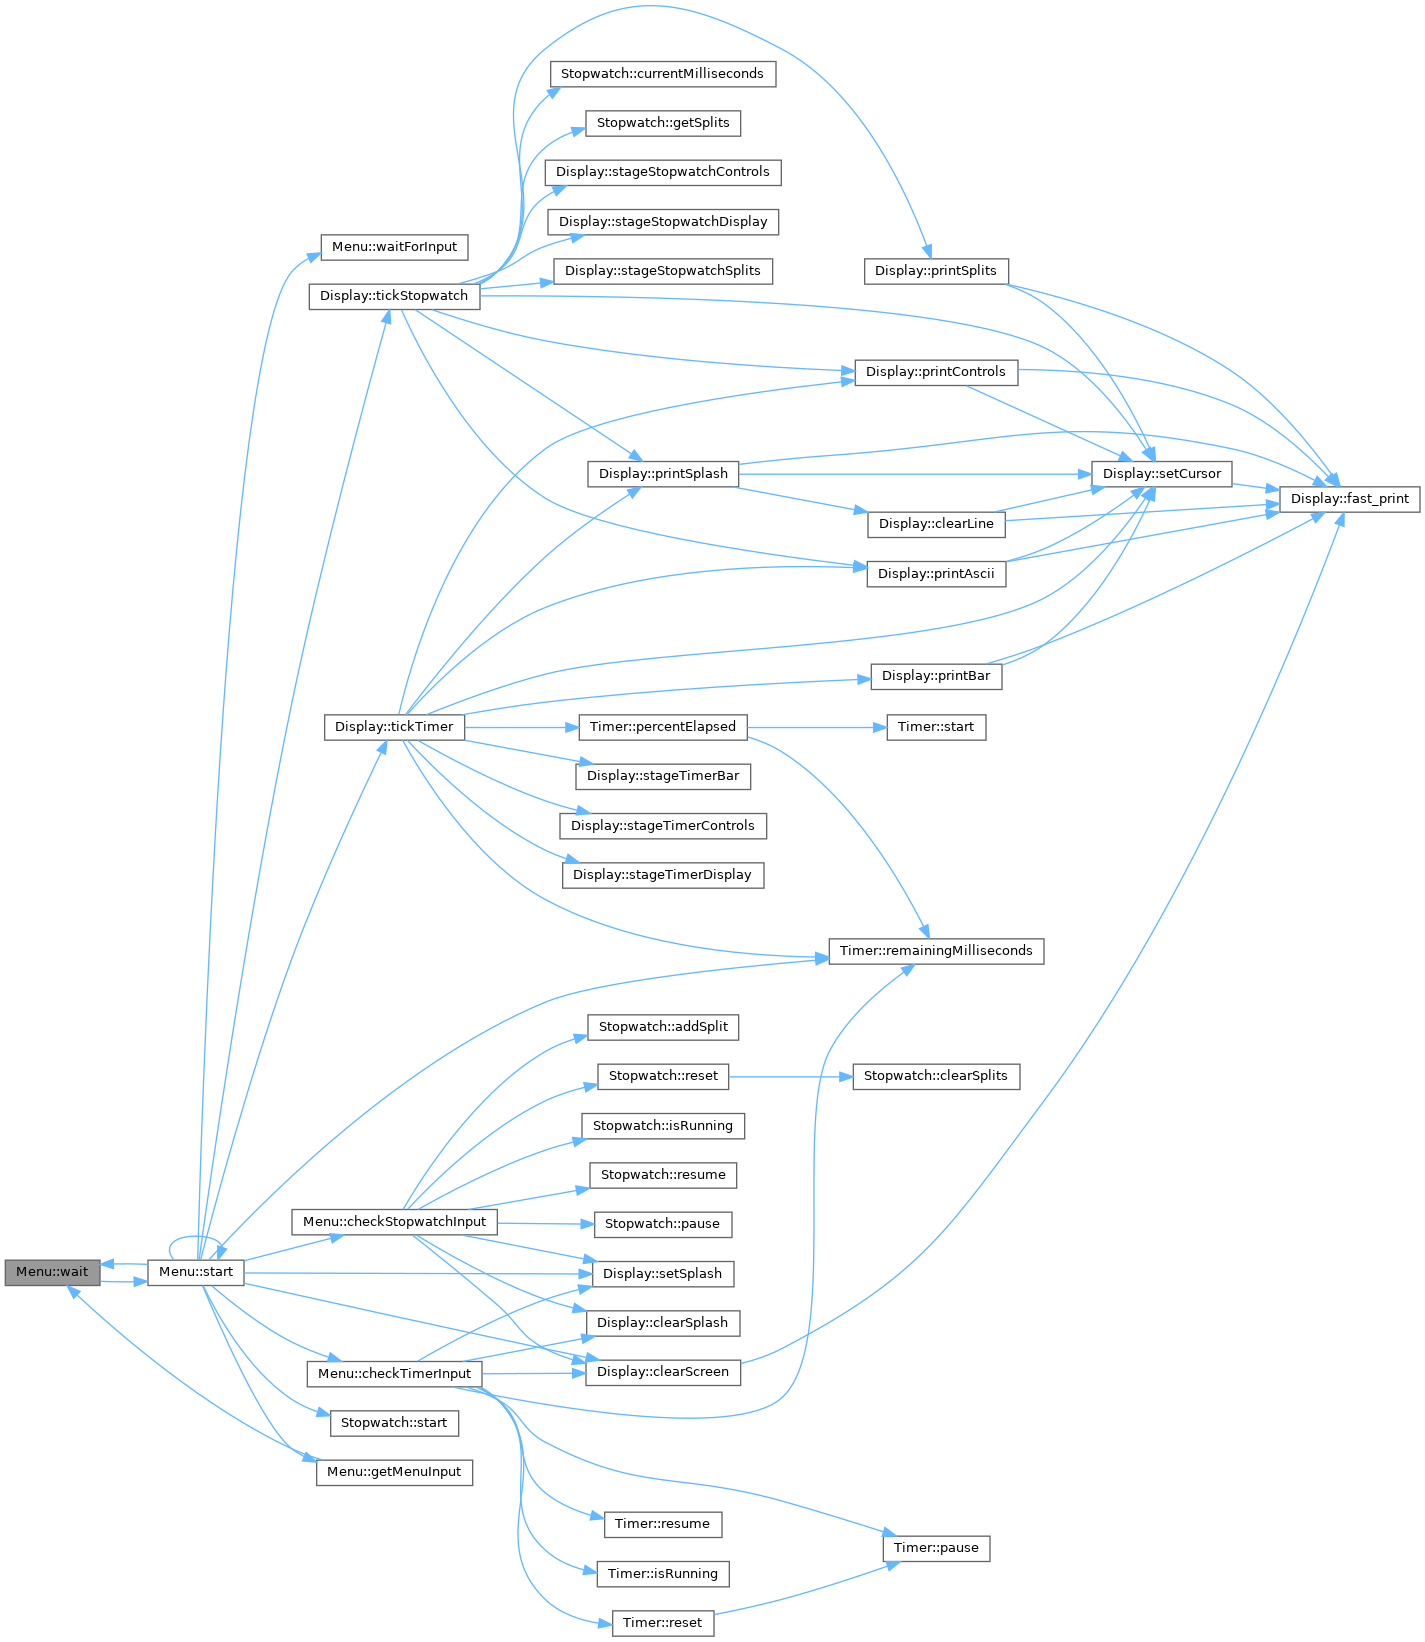 Stopwatch::currentMilliseconds
Stopwatch::getSplits
Display::stageStopwatchControls
Display::stageStopwatchDisplay
Menu::waitForInput
Display::stageStopwatchSplits
Display::printSplits
Display::tickStopwatch
Display::printControls
Display::printSplash
Display::setCursor
Display::fast_print
Display::clearLine
Display::printAscii
Display::printBar
Display::tickTimer
Timer::percentElapsed
Timer::start
Display::stageTimerBar
Display::stageTimerControls
Display::stageTimerDisplay
Timer::remainingMilliseconds
Stopwatch::addSplit
Stopwatch::reset
Stopwatch::clearSplits
Stopwatch::isRunning
Stopwatch::resume
Menu::checkStopwatchInput
Stopwatch::pause
Menu::wait
Menu::start
Display::setSplash
Display::clearSplash
Menu::checkTimerInput
Display::clearScreen
Stopwatch::start
Menu::getMenuInput
Timer::resume
Timer::pause
Timer::isRunning
Timer::reset